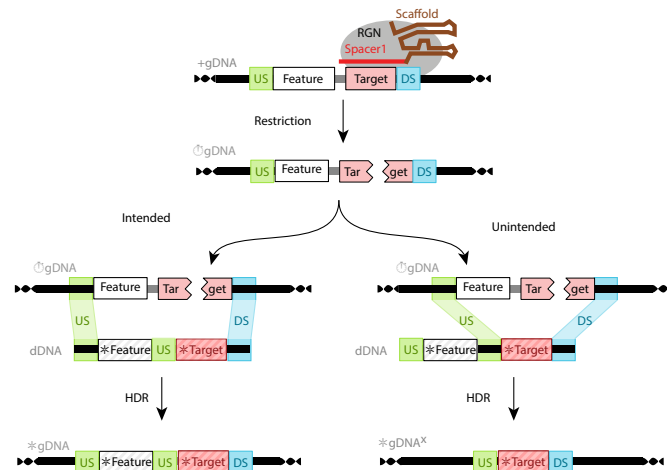 Scaffold
RGN
Spacer1
+gDNA
US Feature Target DS
Restriction
⏱gDNA
US Feature Tar get DS
Intended
Unintended
⏱gDNA ⏱gDNA
Feature Tar get Feature Tar get
US DS US DS
dDNA *Feature US *Target dDNA US *Feature *Target
HDR HDR
*gDNA *gDNAˣ
US *Feature US *Target DS US *Target DS